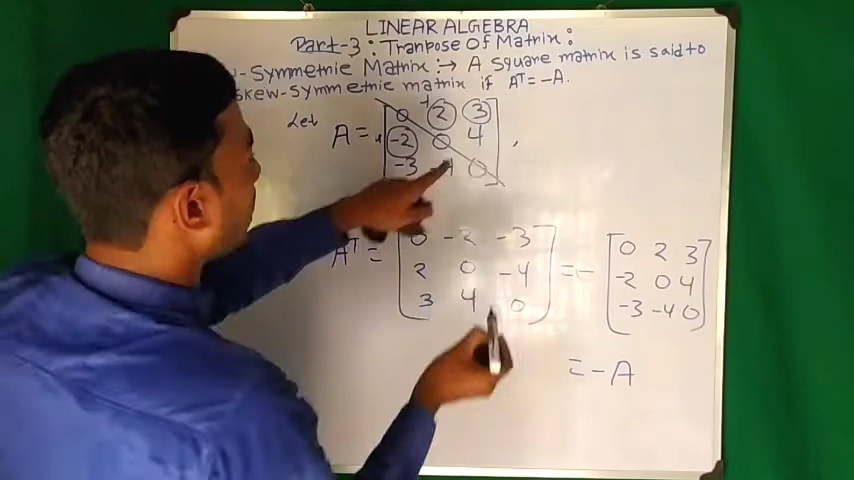 LINEAR ALGEBRA
Part-3 : Tranpose Of Matrix :
-Symmetric Matrix :→ A square matrix is said to
skew-symmetric matrix if Aᵀ = -A.
Let A = [0 2 3
-2 0 4
-3 0] ,
Aᵀ = [0 -2 -3
2 0 -4
3 4 0] = - [0 2 3
-2 0 4
-3 -4 0]
= -A